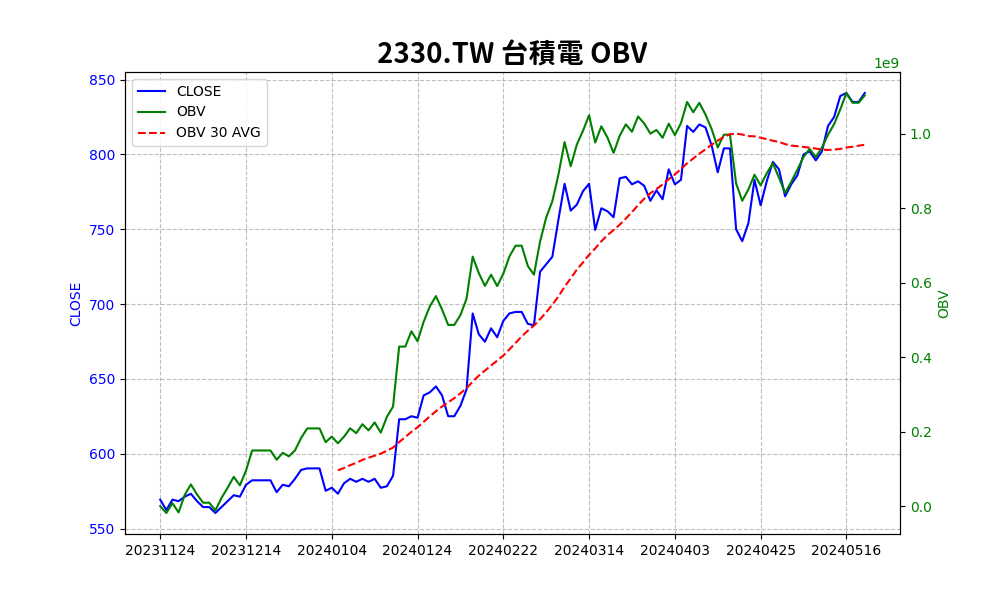 2330.TW 台積電 OBV
1e9
CLOSE
OBV
OBV 30 AVG
850
800
750
700
650
600
550
CLOSE
1.0
0.8
0.6
0.4
0.2
0.0
OBV
20231124 20231214 20240104 20240124 20240222 20240314 20240403 20240425 20240516